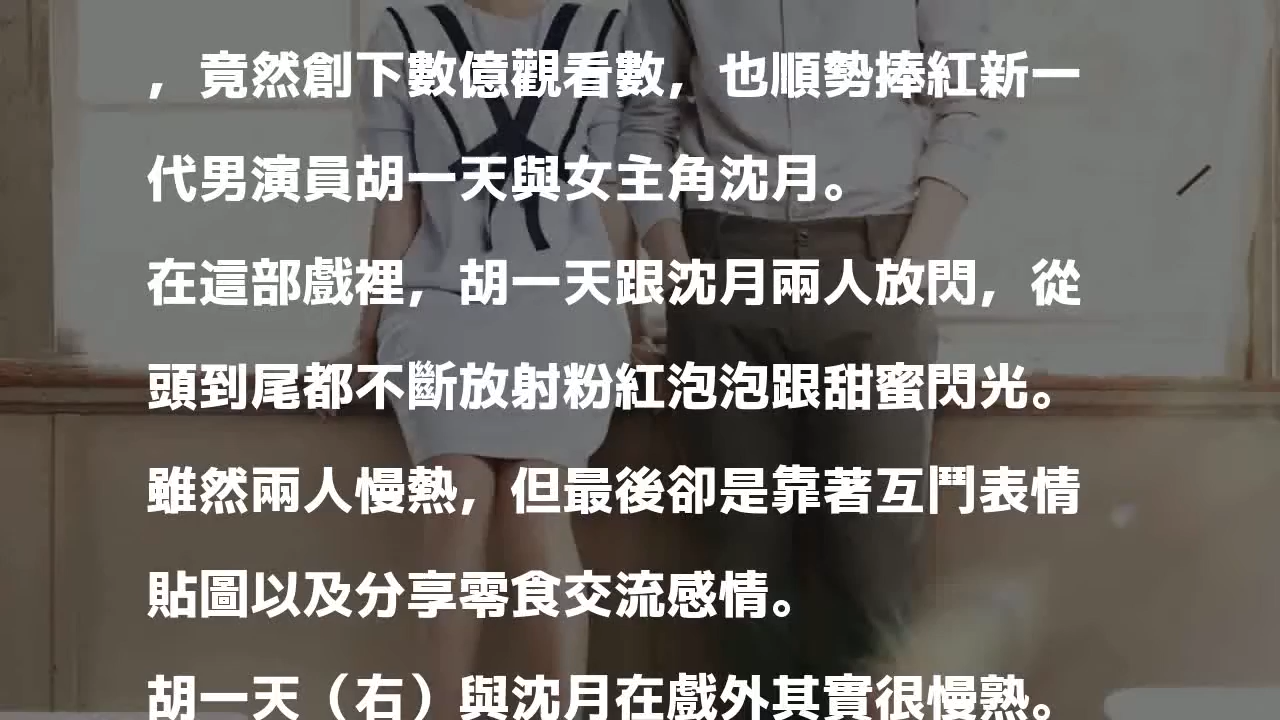 ，竟然創下數億觀看數，也順勢捧紅新一
代男演員胡一天與女主角沈月。
在這部戲裡，胡一天跟沈月兩人放閃，從
頭到尾都不斷放射粉紅泡泡跟甜蜜閃光。
雖然兩人慢熱，但最後卻是靠著互鬥表情
貼圖以及分享零食交流感情。
胡一天（右）與沈月在戲外其實很慢熟。